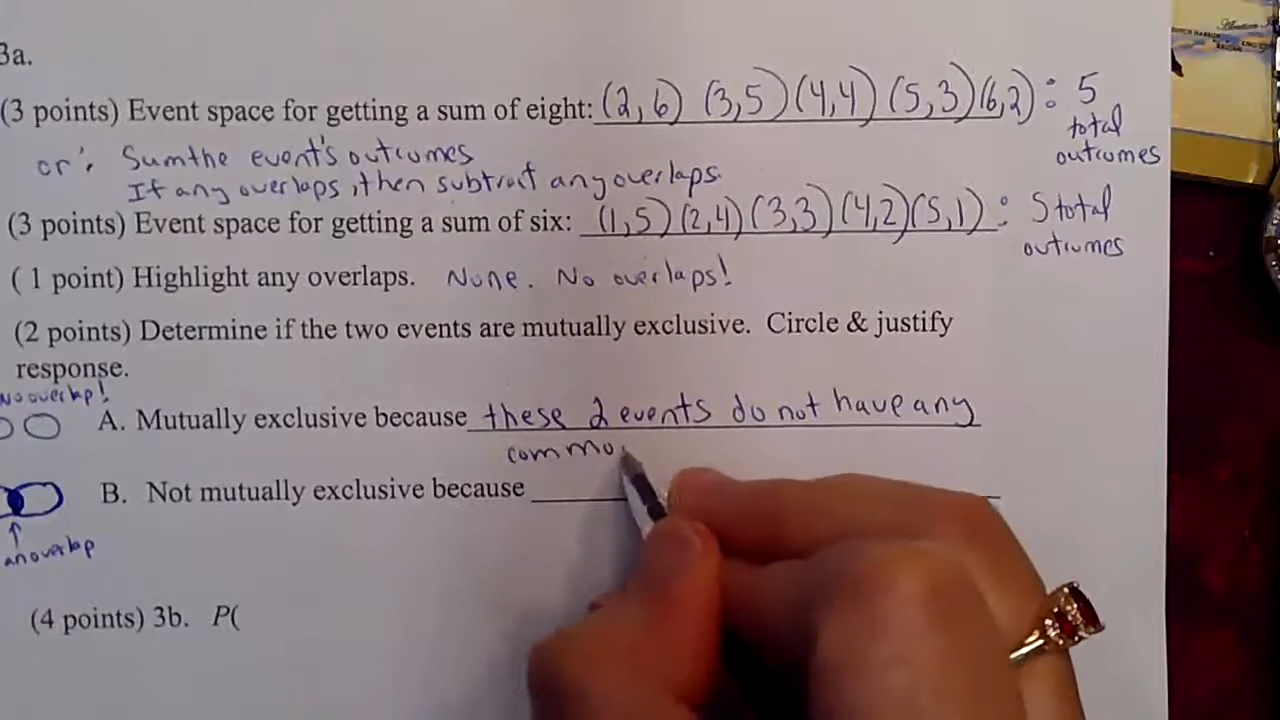 3a.
(3 points) Event space for getting a sum of eight: (2,6) (3,5) (4,4) (5,3) (6,2) : 5
total
outcomes
or: Sum the event's outcomes
If any overlaps, then subtract any overlaps.
(3 points) Event space for getting a sum of six: (1,5) (2,4) (3,3) (4,2) (5,1) : 5 total
outcomes
( 1 point) Highlight any overlaps. None. No overlaps!
(2 points) Determine if the two events are mutually exclusive. Circle & justify
response.
No overlap!
A. Mutually exclusive because these 2 events do not have any
commo
B. Not mutually exclusive because
an overlap
(4 points) 3b. P(